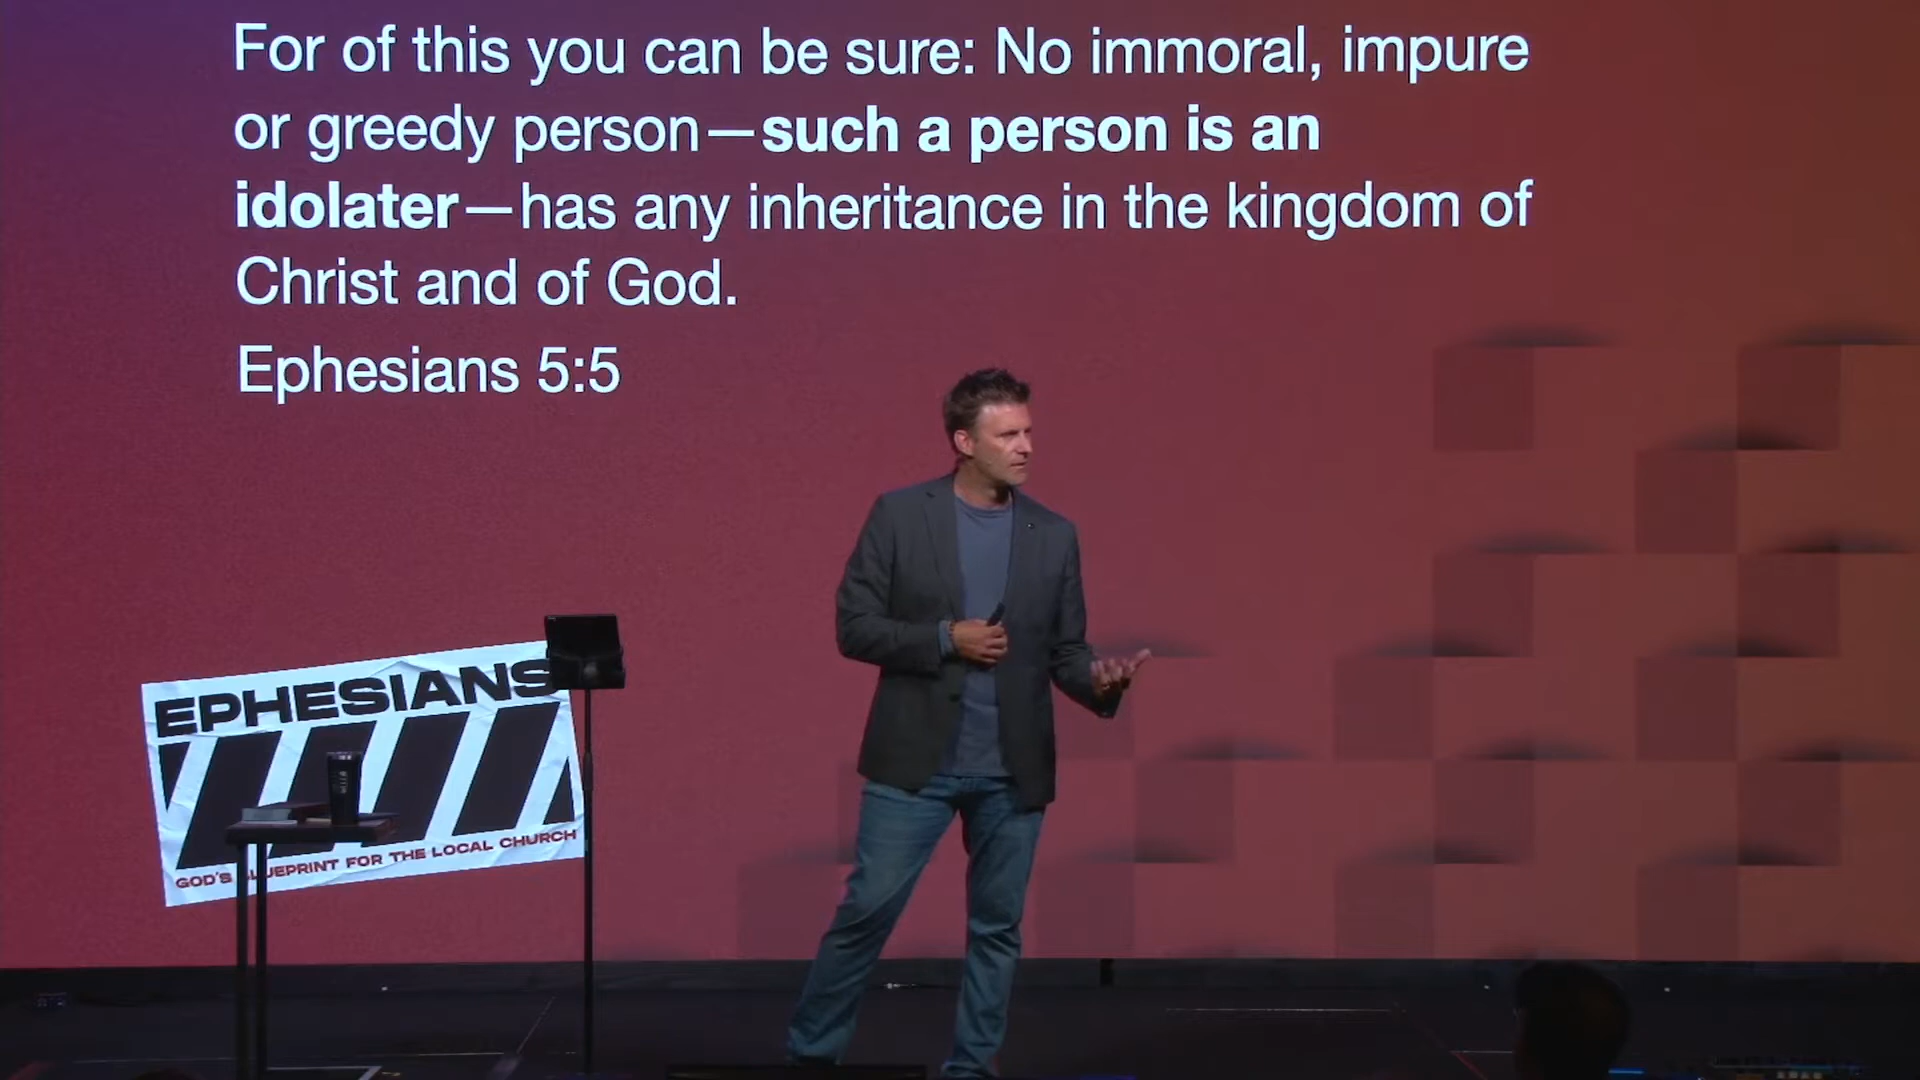 For of this you can be sure: No immoral, impure
or greedy person—such a person is an
idolater—has any inheritance in the kingdom of
Christ and of God.
Ephesians 5:5
EPHESIANS
GOD'S BLUEPRINT FOR THE LOCAL CHURCH